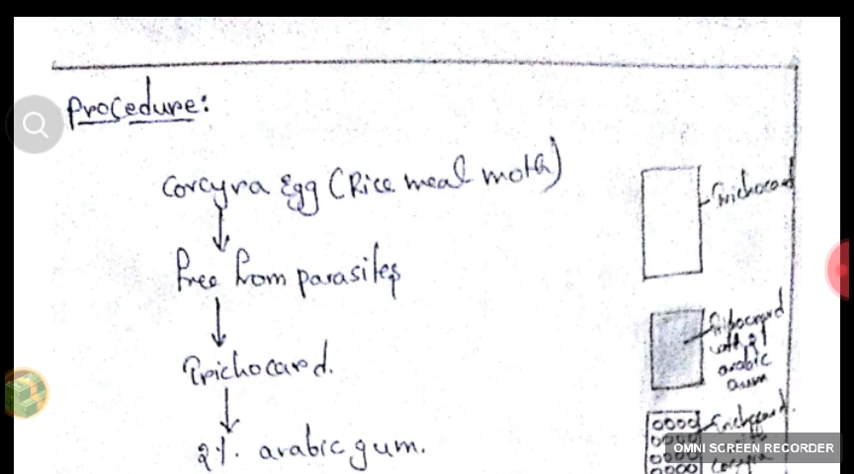 Procedure:
Corcyra Egg (Rice meal moth)
↓
Free from parasites
↓
Trichocard.
↓
2%. arabic gum.
Trichocard
with 2%
arabic
gum
Trichocard
OMNI SCREEN RECORDER